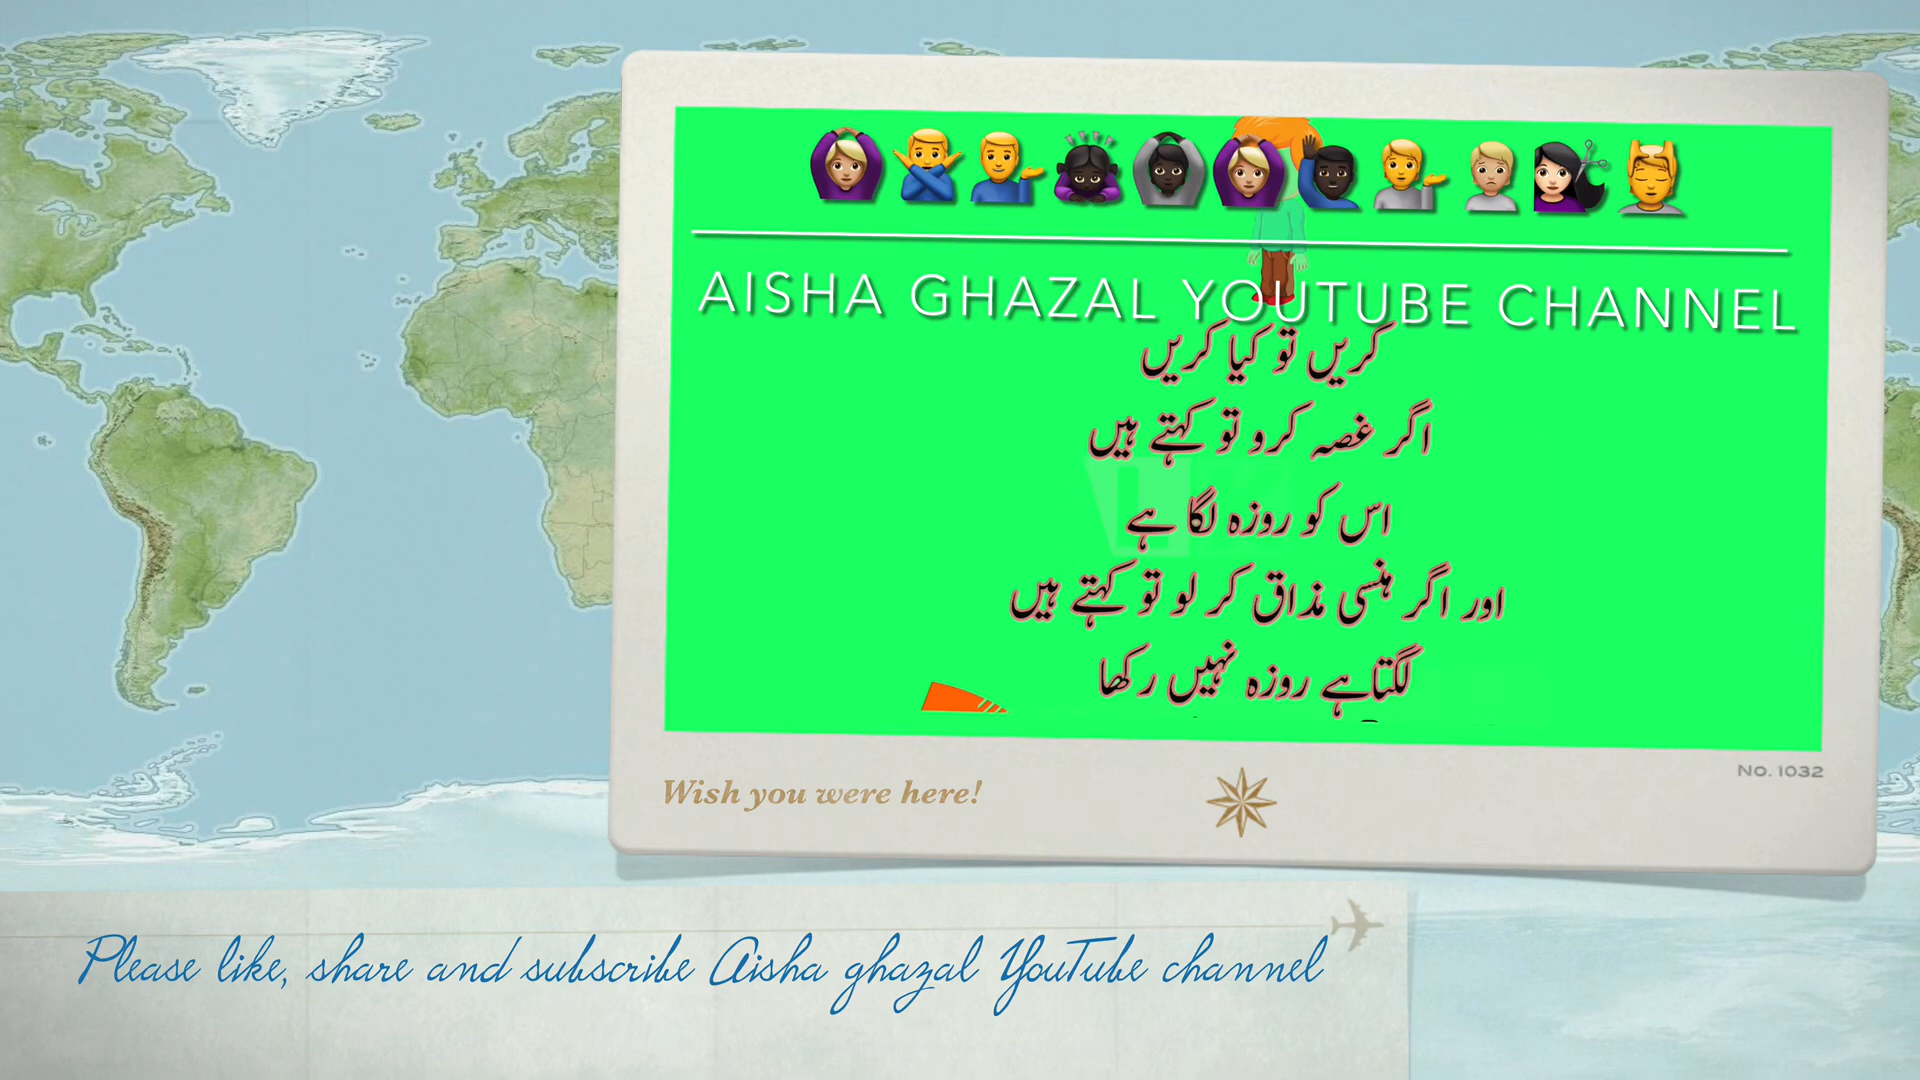 AISHA GHAZAL YOUTUBE CHANNEL
کریں تو کیا کریں
اگر غصہ کرو تو کہتے ہیں
اس کو روزہ لگا ہے
اور اگر ہنسی مذاق کر لو تو کہتے ہیں
لگتاہے روزہ نہیں رکھا
Wish you were here!
NO. 1032
Please like, share and subscribe Aisha ghazal YouTube channel